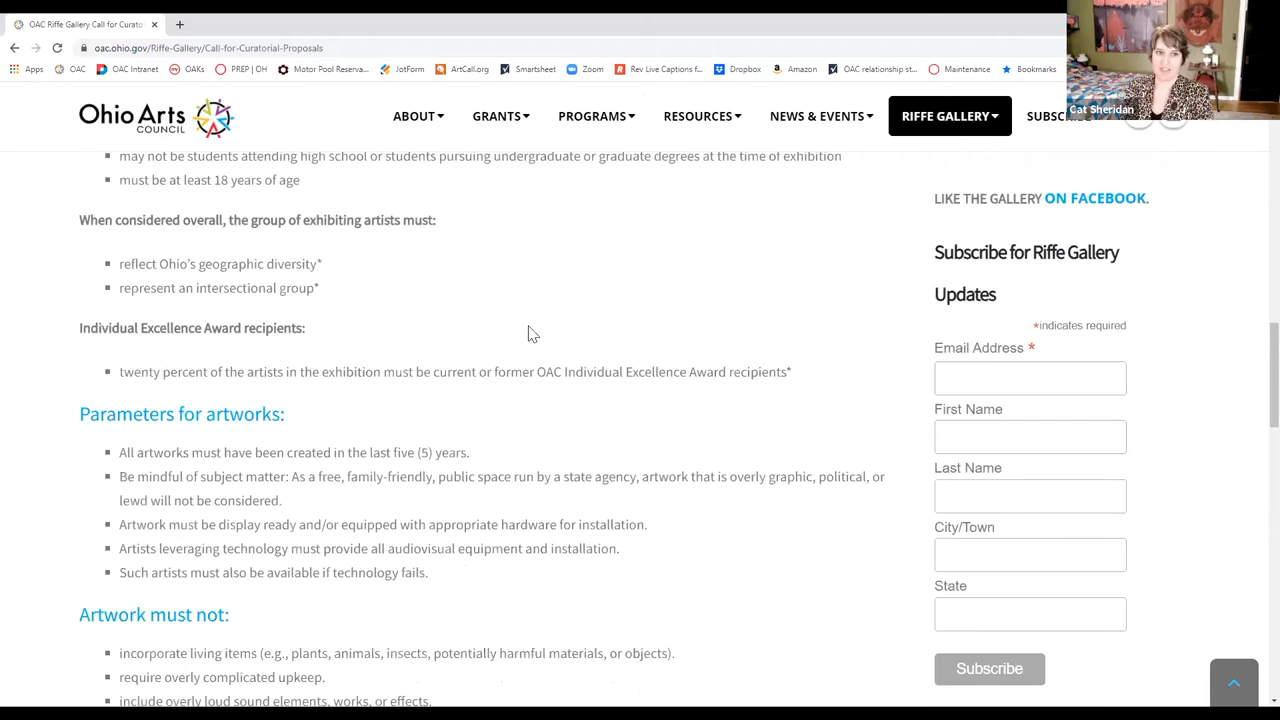 OAC Riffe Gallery Call for Curato
oac.ohio.gov/Riffe-Gallery/Call-for-Curatorial-Proposals
Apps OAC OAC Intranet OAKs PREP | OH Motor Pool Reserva... JotForm ArtCall.org Smartsheet Zoom Rev Live Captions f... Dropbox Amazon OAC relationship st... Maintenance Bookmarks
Cat Sheridan
Ohio Arts
COUNCIL
ABOUT GRANTS PROGRAMS RESOURCES NEWS & EVENTS RIFFE GALLERY
may not be students attending high school or students pursuing undergraduate or graduate degrees at the time of exhibition
must be at least 18 years of age
When considered overall, the group of exhibiting artists must:
reflect Ohio's geographic diversity*
represent an intersectional group*
Individual Excellence Award recipients:
twenty percent of the artists in the exhibition must be current or former OAC Individual Excellence Award recipients*
Parameters for artworks:
All artworks must have been created in the last five (5) years.
Be mindful of subject matter: As a free, family-friendly, public space run by a state agency, artwork that is overly graphic, political, or
lewd will not be considered.
Artwork must be display ready and/or equipped with appropriate hardware for installation.
Artists leveraging technology must provide all audiovisual equipment and installation.
Such artists must also be available if technology fails.
Artwork must not:
incorporate living items (e.g., plants, animals, insects, potentially harmful materials, or objects).
require overly complicated upkeep.
include overly loud sound elements, works, or effects.
LIKE THE GALLERY ON FACEBOOK.
Subscribe for Riffe Gallery
Updates
*indicates required
Email Address *
First Name
Last Name
City/Town
State
Subscribe